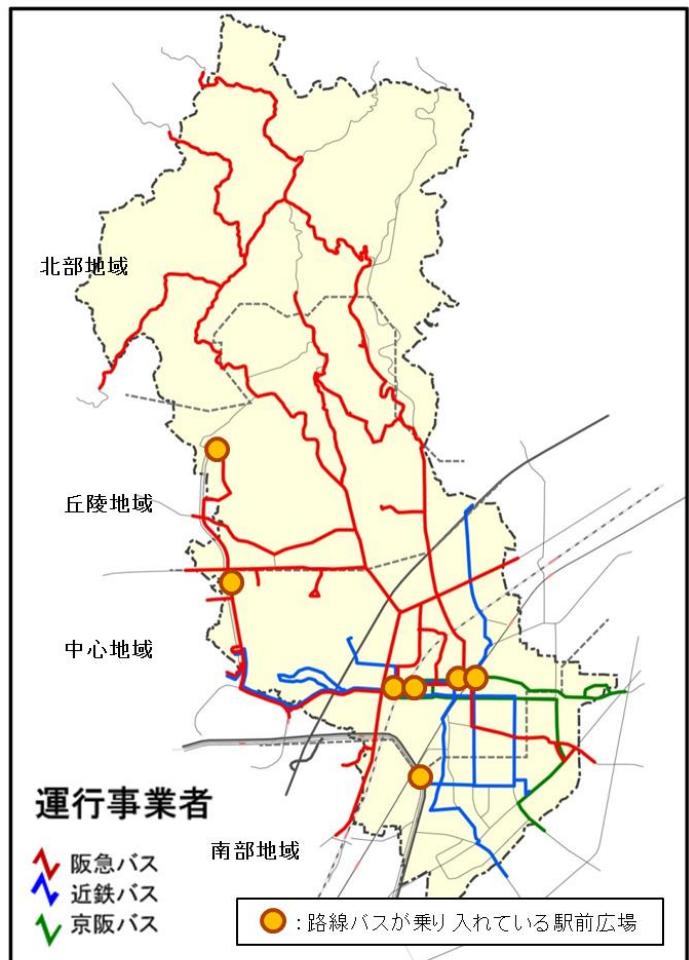 北部地域
丘陵地域
中心地域
南部地域
運行事業者
阪急バス
近鉄バス
京阪バス
：路線バスが乗り入れている駅前広場